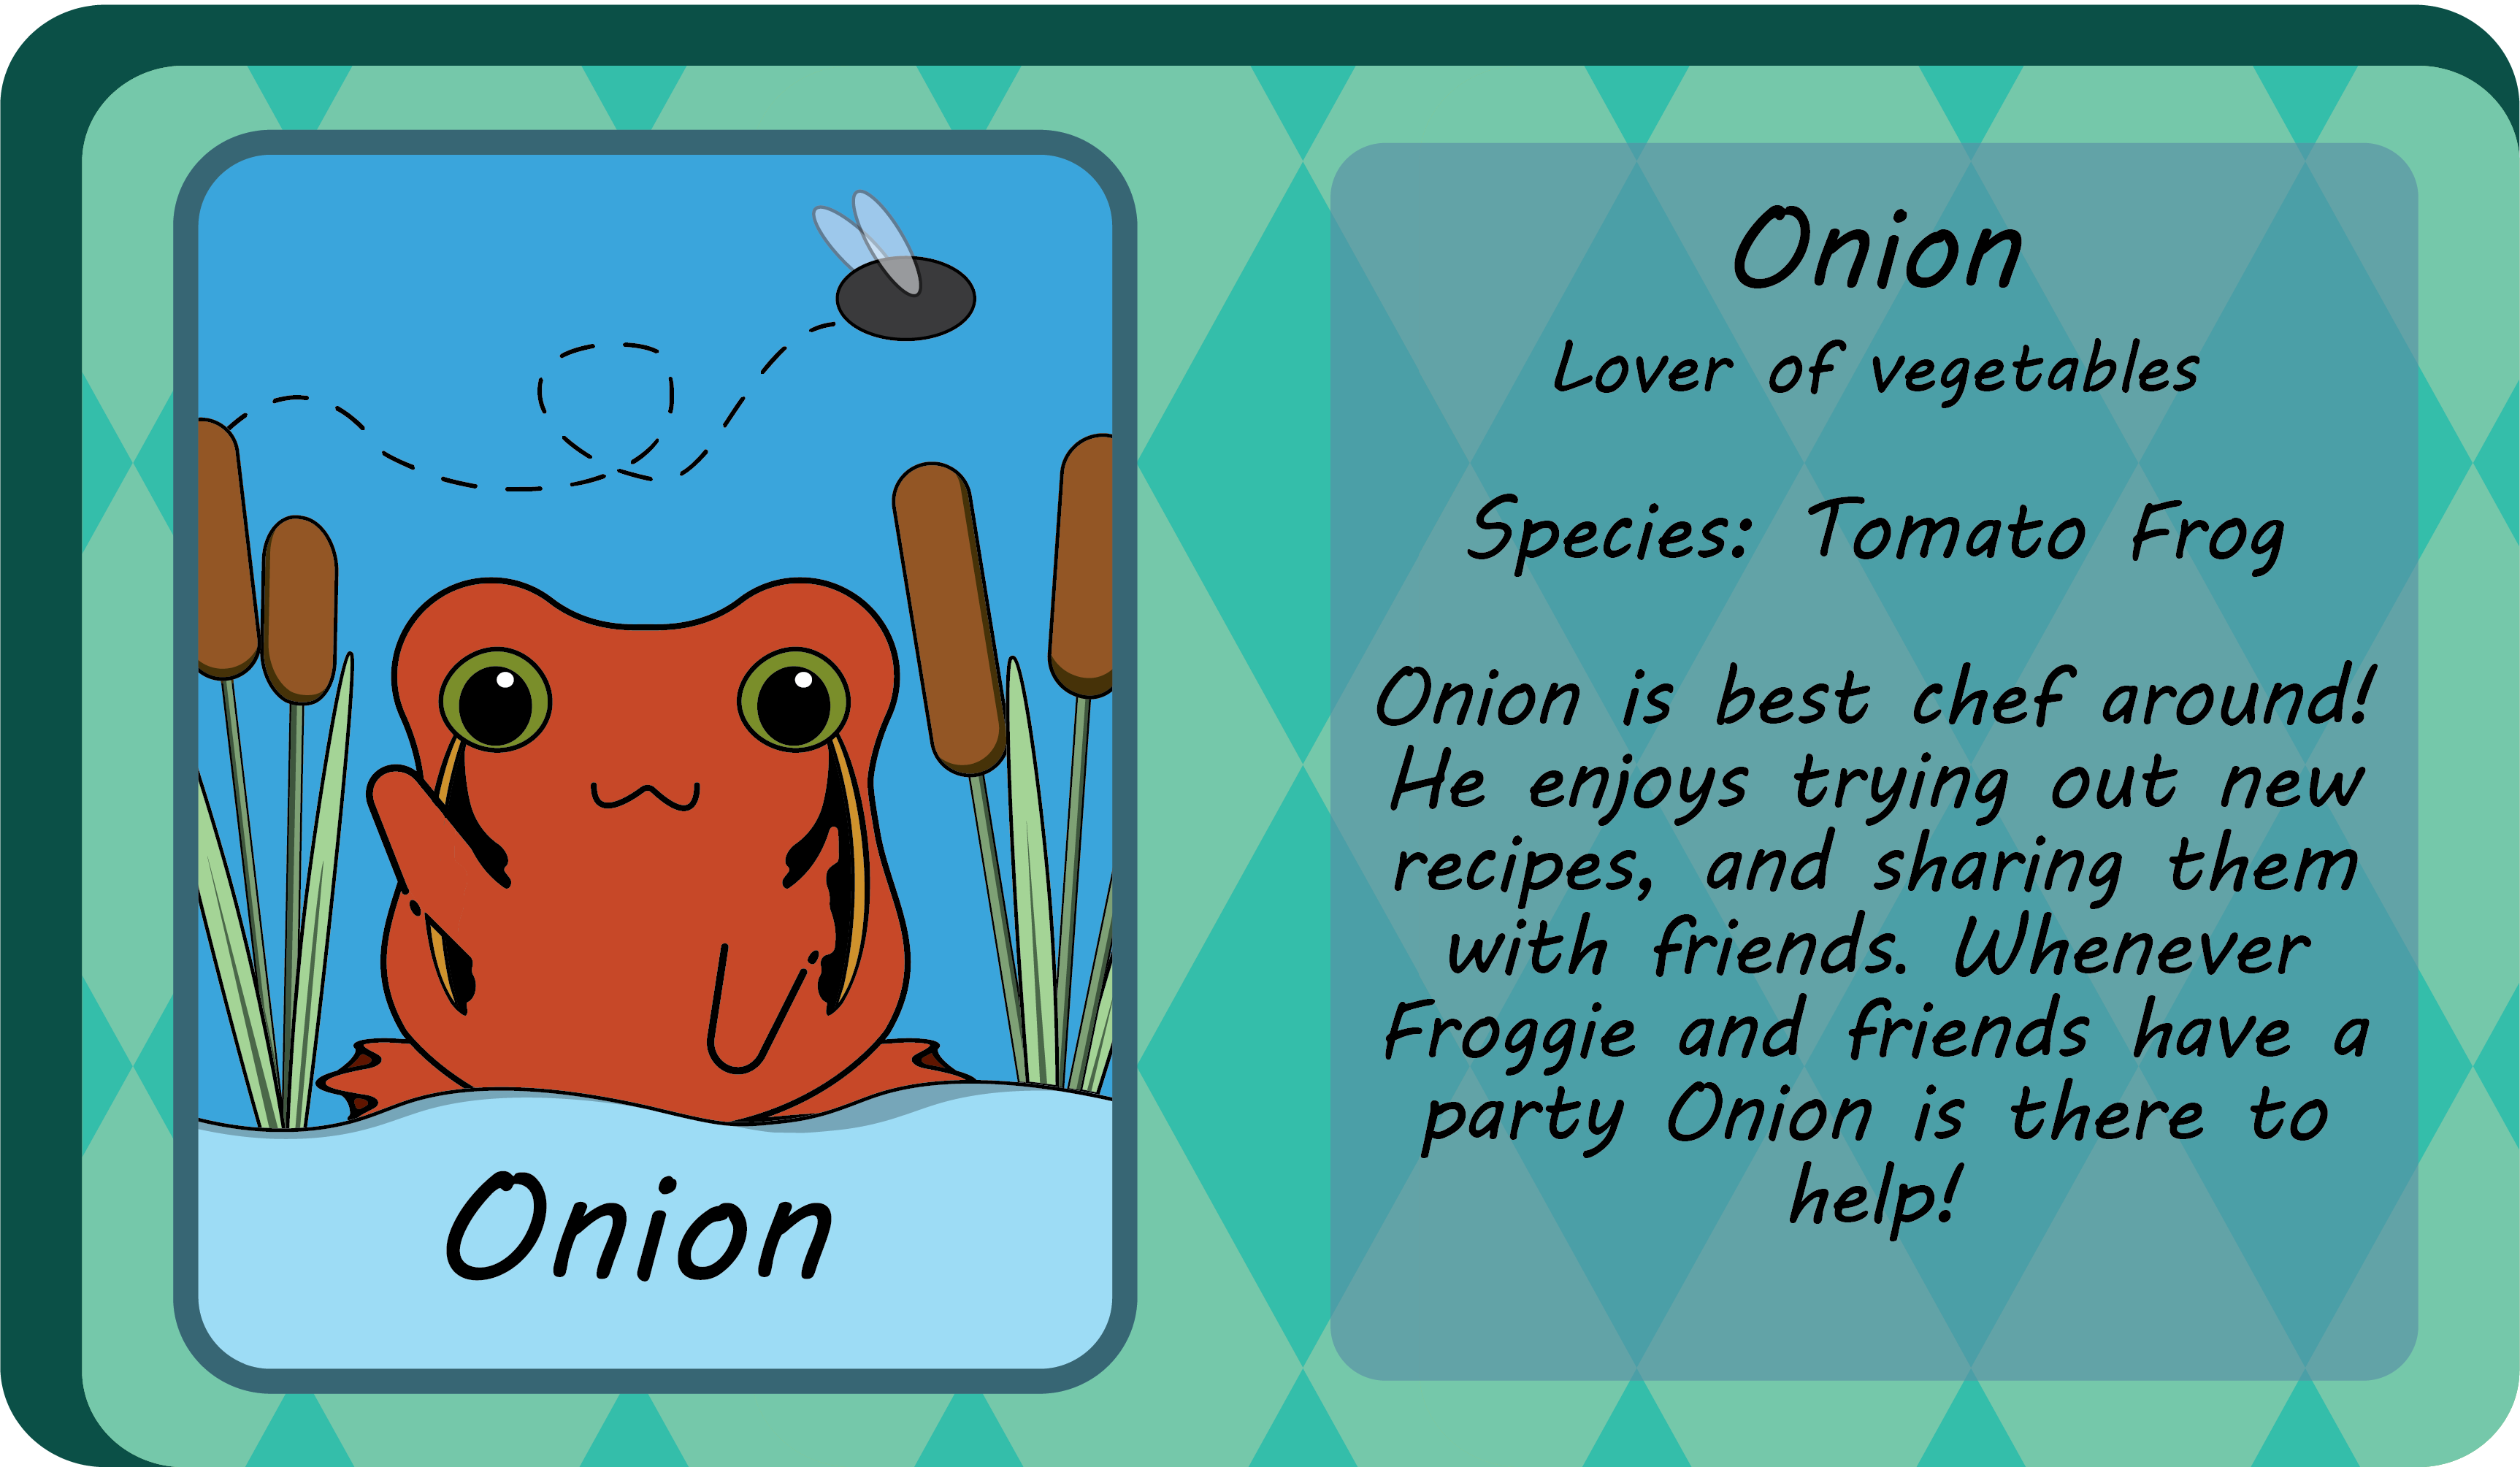 Onion
Onion
Lover of vegetables
Species: Tomato Frog
Onion is best chef around!
He enjoys trying out new
recipes, and sharing them
with friends. Whenever
Froggie and friends have a
party Onion is there to
help!